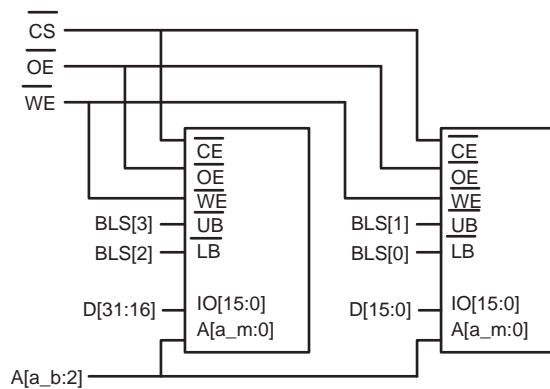 CS
OE
WE
CE
OE
WE
BLS[3] UB
BLS[2] LB
D[31:16] IO[15:0]
A[a_m:0]
CE
OE
WE
BLS[1] UB
BLS[0] LB
D[15:0] IO[15:0]
A[a_m:0]
A[a_b:2]